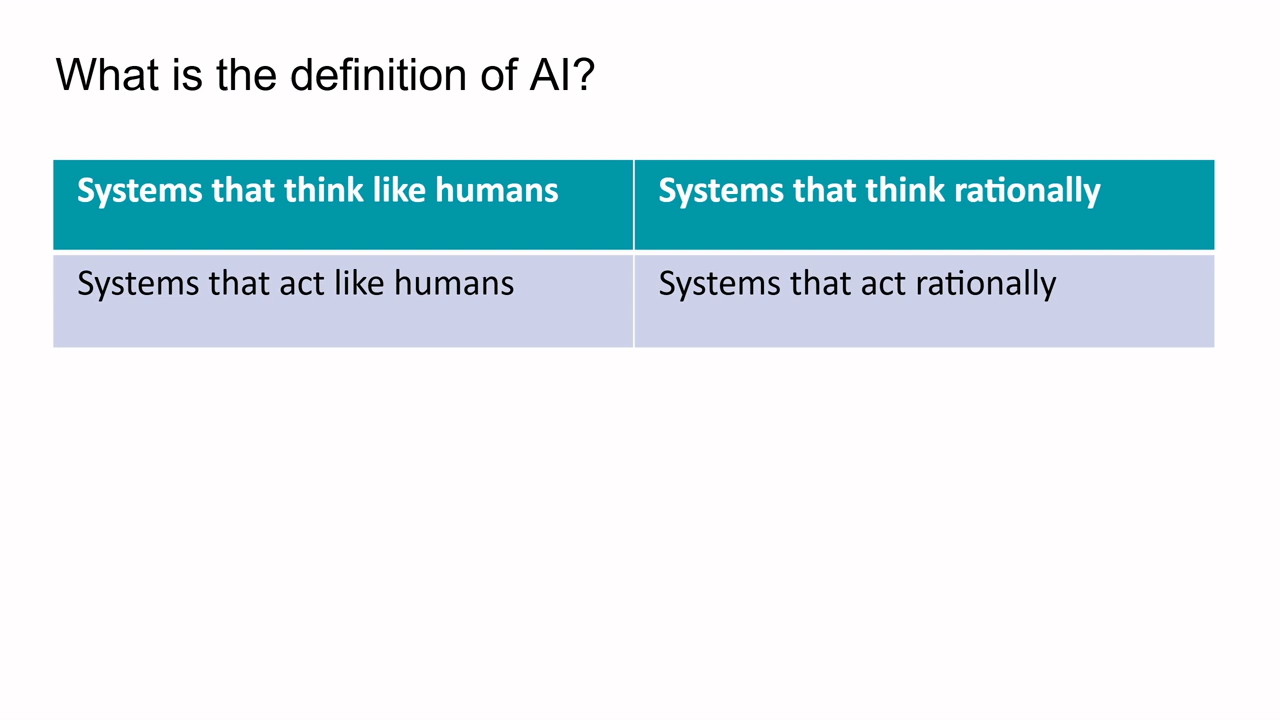 What is the definition of AI?
Systems that think like humans
Systems that think rationally
Systems that act like humans
Systems that act rationally